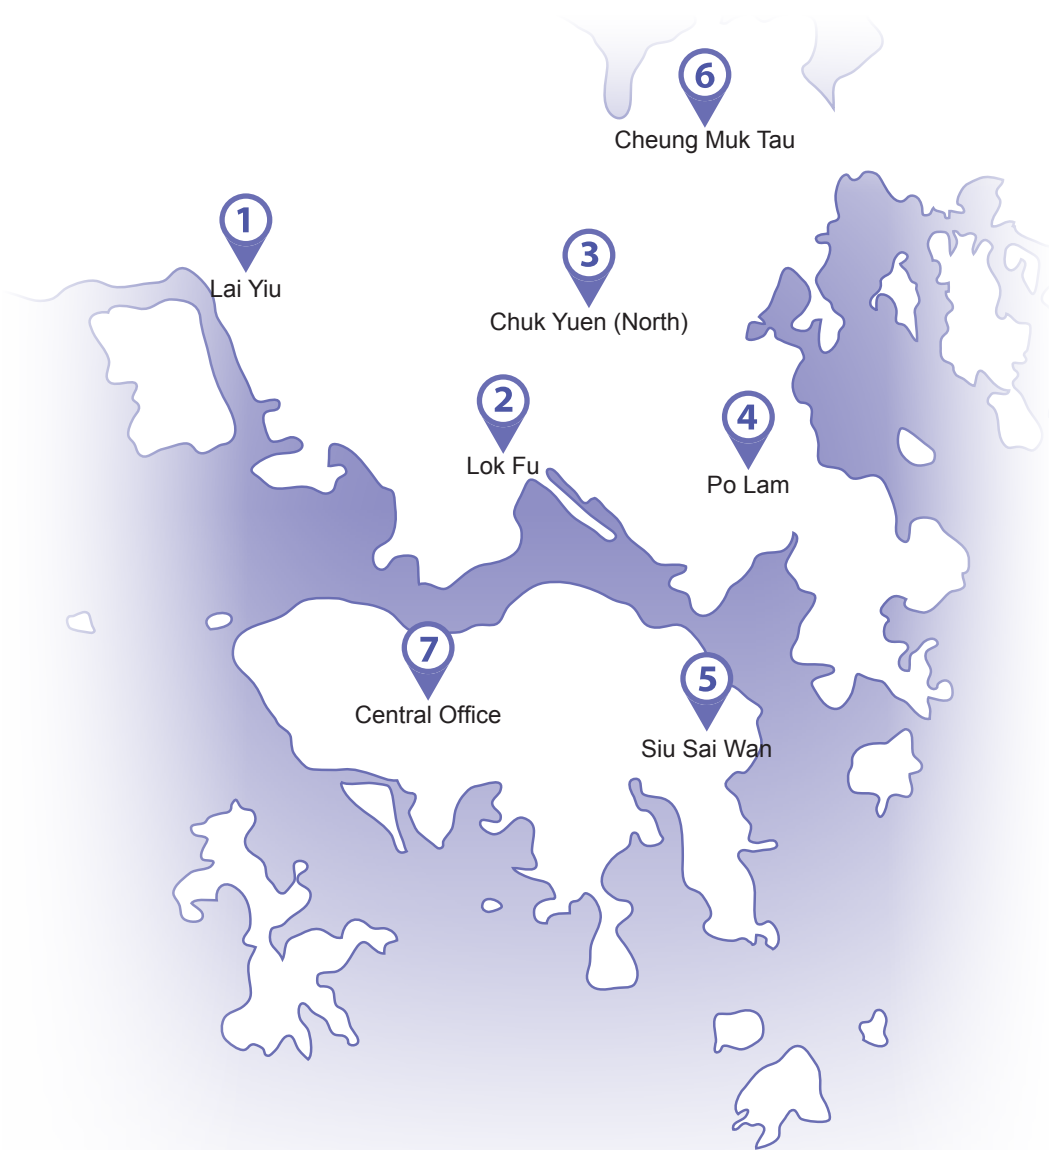 6
Cheung Muk Tau
1
Lai Yiu
3
Chuk Yuen (North)
2
Lok Fu
4
Po Lam
7
Central Office
5
Siu Sai Wan